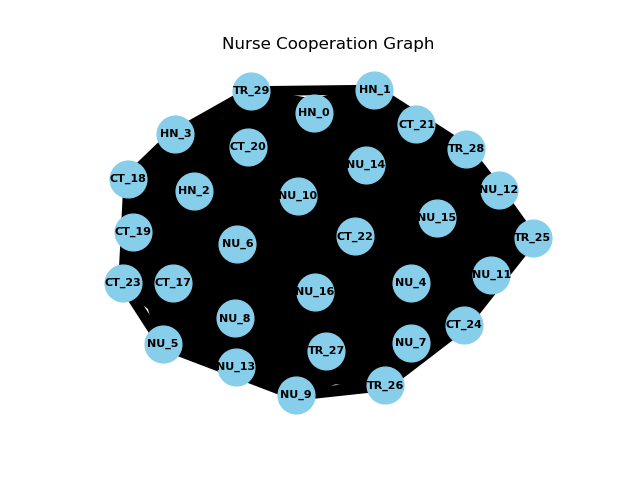 Nurse Cooperation Graph
TR_29
HN_1
HN_0
CT_21
HN_3
CT_20
TR_28
NU_14
CT_18
HN_2
NU_12
NU_10
NU_15
CT_19
CT_22
TR_25
NU_6
NU_11
CT_23
CT_17
NU_4
NU_16
NU_8
CT_24
NU_5
NU_7
TR_27
NU_13
TR_26
NU_9